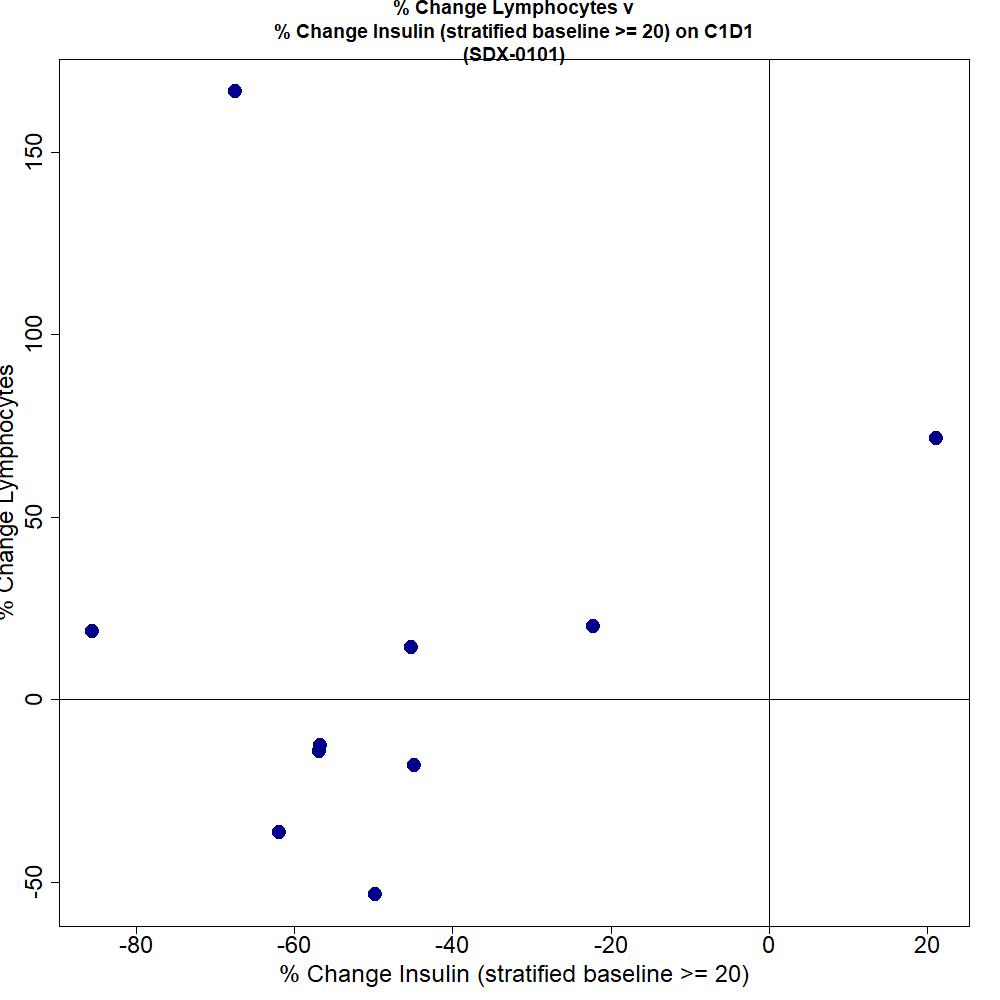 % Change Lymphocytes v
% Change Insulin (stratified baseline >= 20) on C1D1
(SDX-0101)
% Change Lymphocytes
150
100
50
0
-50
-80
-60
-40
-20
0
20
% Change Insulin (stratified baseline >= 20)